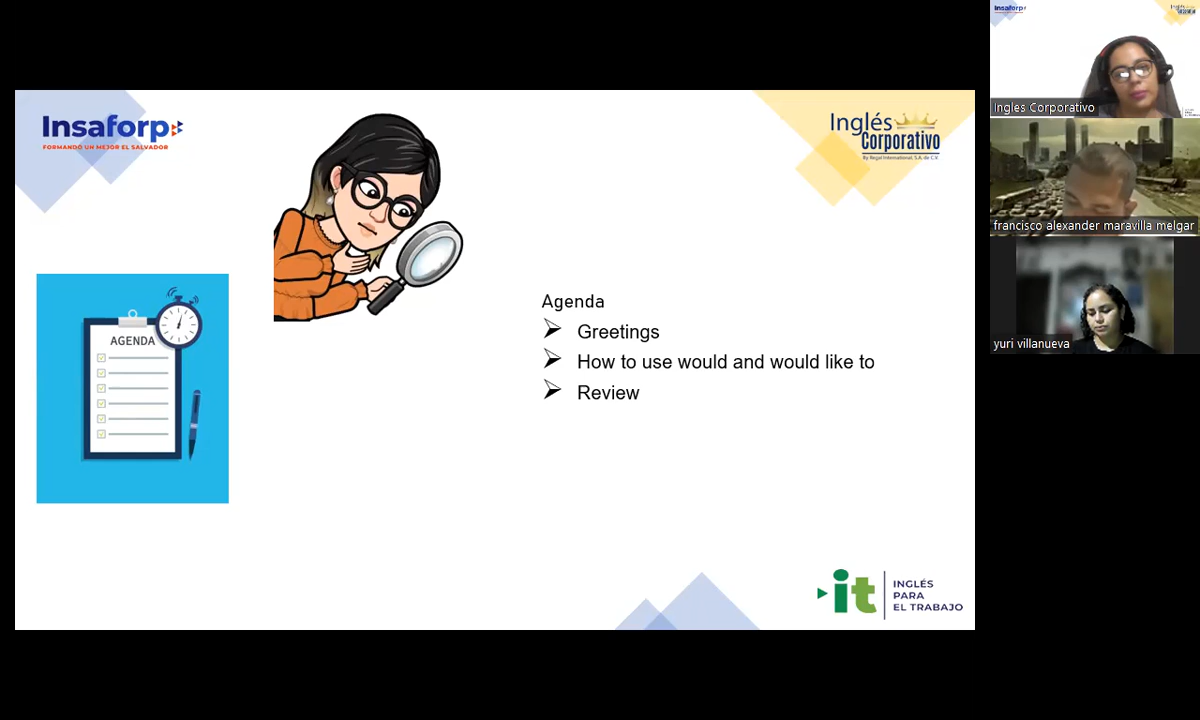 Insaforp
FORMANDO UN MEJOR EL SALVADOR
Inglés
Corporativo
By Regal International, S.A. de C.V.
AGENDA
Agenda
Greetings
How to use would and would like to
Review
it
INGLÉS
PARA
EL TRABAJO
Insaforp
Ingles Corporativo
francisco alexander maravilla melgar
yuri villanueva